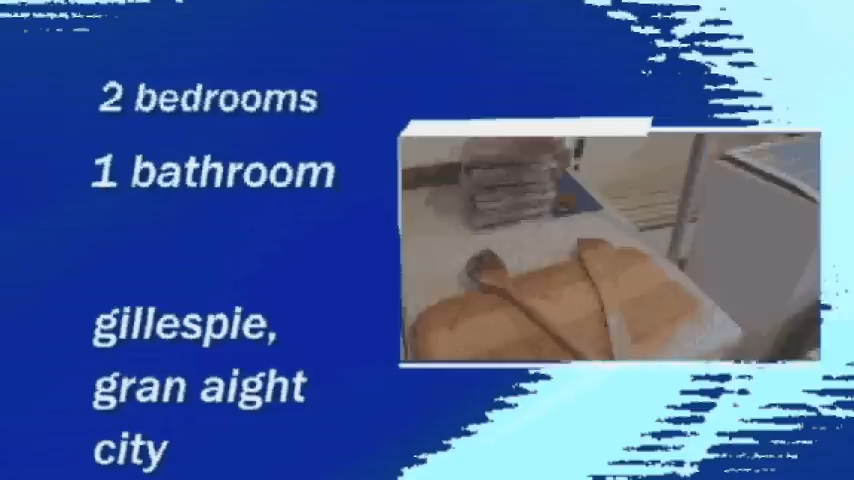 2 bedrooms
1 bathroom
gillespie,
gran aight
city